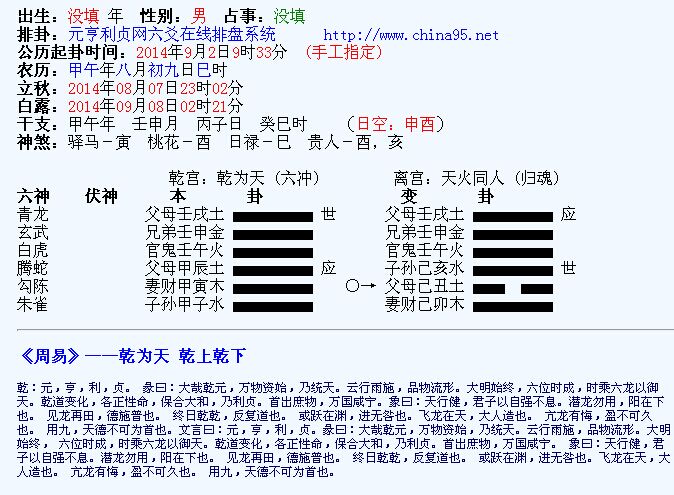 出生：没填 年 性别：男 占事：没填
排卦：元亨利贞网六爻在线排盘系统 http://www.china95.net
公历起卦时间：2014年9月2日9时33分 （手工指定）
农历：甲午年八月初九日巳时
立秋：2014年08月07日23时02分
白露：2014年09月08日02时21分
干支：甲午年 壬申月 丙子日 癸巳时 （日空：申酉）
神煞：驿马－寅 桃花－酉 日禄－巳 贵人－酉，亥
乾宫：乾为天（六冲） 离宫：天火同人（归魂）
六神 伏神 本 卦 变 卦
青龙 父母壬戌土 世 父母壬戌土 应
玄武 兄弟壬申金 兄弟壬申金
白虎 官鬼壬午火 官鬼壬午火
腾蛇 父母甲辰土 应 子孙己亥水 世
勾陈 妻财甲寅木 ○→ 父母己丑土
朱雀 子孙甲子水 妻财己卯木
《周易》——乾为天 乾上乾下
乾：元，亨，利，贞。 彖曰：大哉乾元，万物资始，乃统天。云行雨施，品物流形。大明始终，六位时成，时乘六龙以御
天。乾道变化，各正性命，保合大和，乃利贞。首出庶物，万国咸宁。象曰：天行健，君子以自强不息。潜龙勿用，阳在下
也。 见龙再田，德施普也。 终日乾乾，反复道也。 或跃在渊，进无咎也。飞龙在天，大人造也。 亢龙有悔，盈不可久
也。 用九，天德不可为首也。文言曰：元，亨，利，贞。彖曰：大哉乾元，万物资始，乃统天。云行雨施，品物流形。大明
始终， 六位时成，时乘六龙以御天。乾道变化，各正性命，保合大和，乃利贞。首出庶物，万国咸宁。 象曰：天行健，君
子以自强不息。潜龙勿用，阳在下也。 见龙再田，德施普也。 终日乾乾，反复道也。 或跃在渊，进无咎也。飞龙在天，大
人造也。 亢龙有悔，盈不可久也。 用九，天德不可为首也。